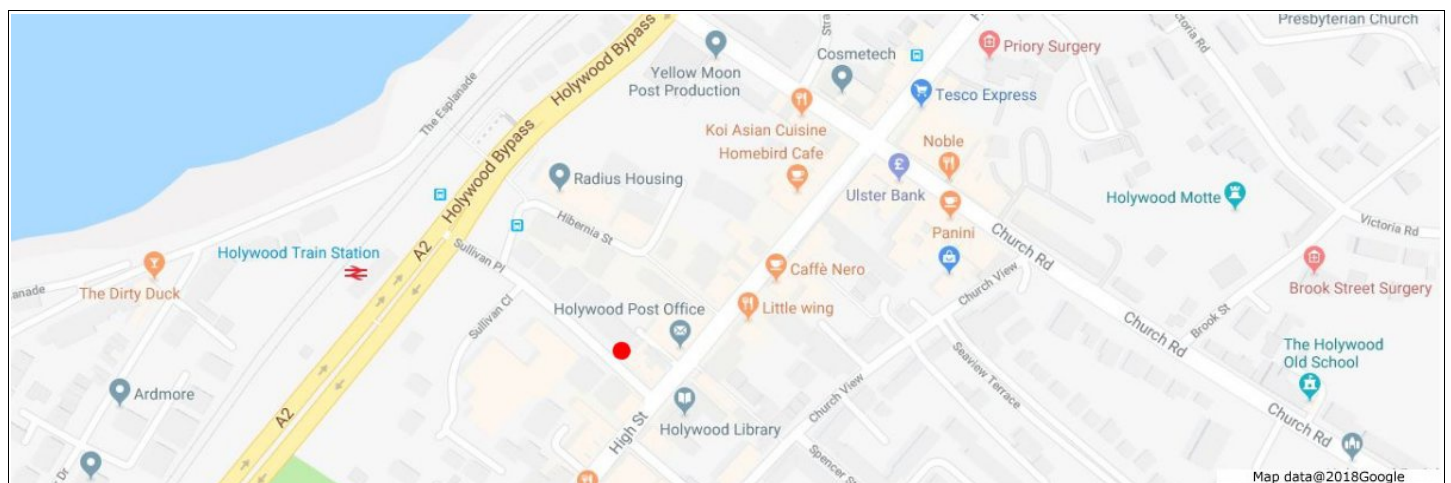 Presbyterian Church
Victoria Rd
Holywood Bypass
Cosmetech
Priory Surgery
Yellow Moon
Post Production
Holywood Bypass
Tesco Express
The Esplanade
Koi Asian Cuisine
Noble
Homebird Cafe
Holywood Bypass
Radius Housing
£
Ulster Bank
Holywood Motte
Victoria Rd
Hibernia St
Panini
Church Rd
A2
Sullivan Pl
Holywood Train Station
Caffè Nero
Church View
Brook Street Surgery
The Dirty Duck
Sullivan Cl
Holywood Post Office
Little wing
Church Rd
Brook St
The Holywood
Old School
Seaview Terrace
Ardmore
Church View
A2
High St
Holywood Library
Church Rd
Map data@2018Google